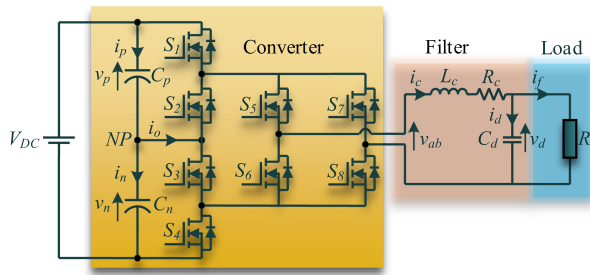 Converter
Filter
Load
V_DC
i_p
v_p
C_p
NP
i_o
i_n
v_n
C_n
S_1
S_2
S_3
S_4
S_5
S_6
S_7
S_8
i_c
L_c
R_c
i_f
i_d
v_ab
C_d
v_d
R